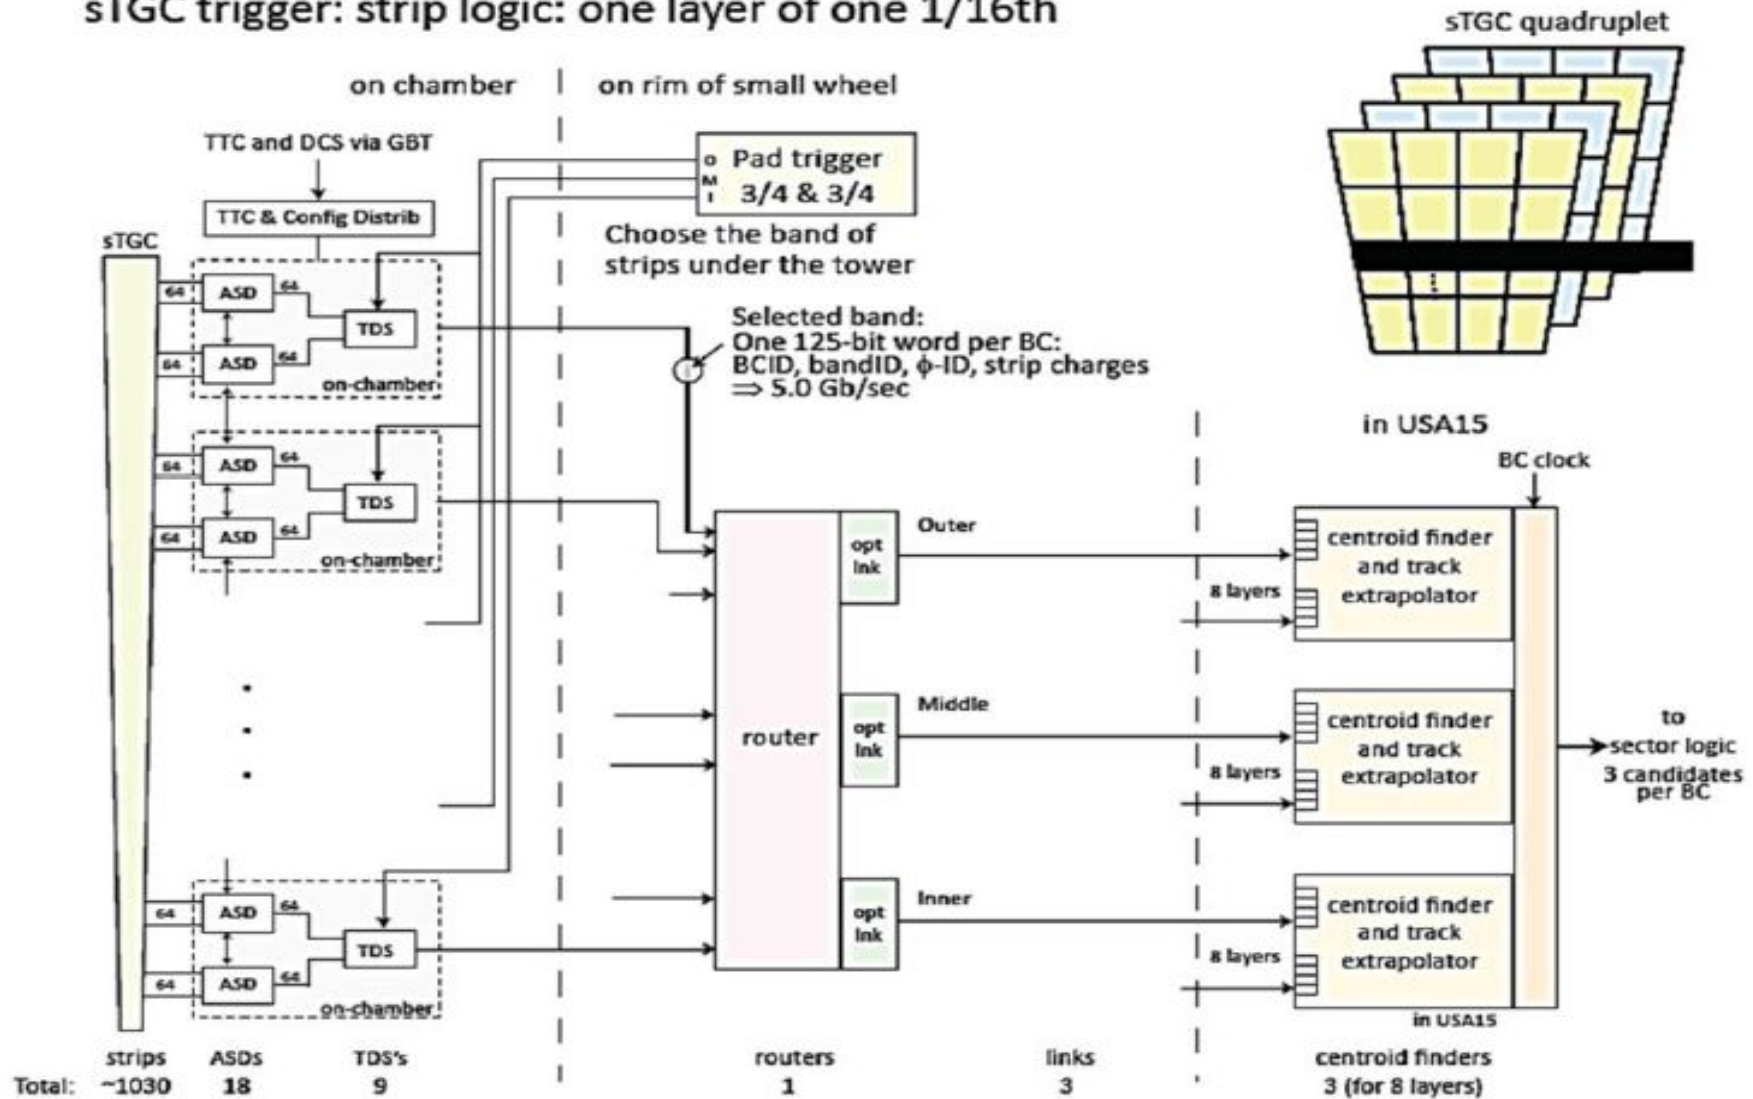 sTGC trigger: strip logic: one layer of one 1/16th
sTGC quadruplet
on chamber
on rim of small wheel
TTC and DCS via GBT
TTC & Config Distrib
O
M
I
Pad trigger
3/4 & 3/4
Choose the band of
strips under the tower
sTGC
64
ASD
64
TDS
64
ASD
64
on-chamber
Selected band:
One 125-bit word per BC:
BCID, bandID, ϕ-ID, strip charges
⇒ 5.0 Gb/sec
64
ASD
64
TDS
64
ASD
64
on-chamber
in USA15
BC clock
router
opt
lnk
Outer
8 layers
centroid finder
and track
extrapolator
opt
lnk
Middle
8 layers
centroid finder
and track
extrapolator
to
sector logic
3 candidates
per BC
64
ASD
64
TDS
64
ASD
64
on-chamber
opt
lnk
Inner
8 layers
centroid finder
and track
extrapolator
in USA15
strips ASDs TDS's routers links centroid finders
Total: ~1030 18 9 1 3 3 (for 8 layers)